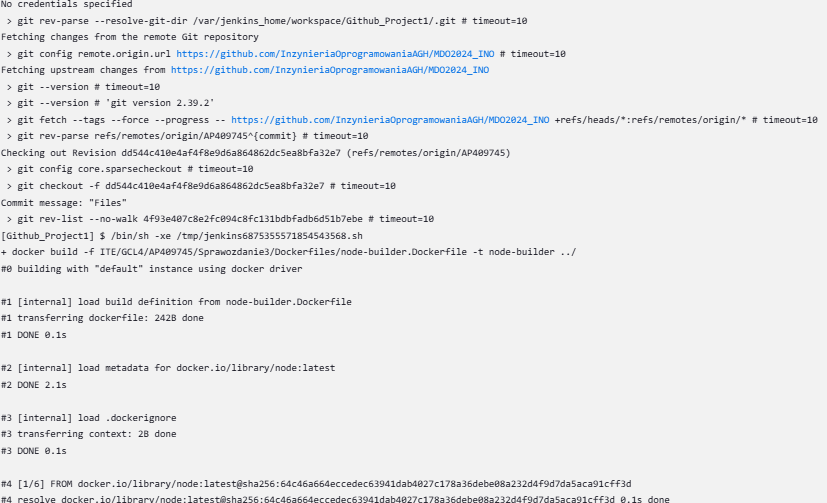 No credentials specified
> git rev-parse --resolve-git-dir /var/jenkins_home/workspace/Github_Project1/.git # timeout=10
Fetching changes from the remote Git repository
> git config remote.origin.url https://github.com/InzynieriaOprogramowaniaAGH/MDO2024_INO # timeout=10
Fetching upstream changes from https://github.com/InzynieriaOprogramowaniaAGH/MDO2024_INO
> git --version # timeout=10
> git --version # 'git version 2.39.2'
> git fetch --tags --force --progress -- https://github.com/InzynieriaOprogramowaniaAGH/MDO2024_INO +refs/heads/*:refs/remotes/origin/* # timeout=10
> git rev-parse refs/remotes/origin/AP409745^{commit} # timeout=10
Checking out Revision dd544c410e4af4f8e9d6a864862dc5ea8bfa32e7 (refs/remotes/origin/AP409745)
> git config core.sparsecheckout # timeout=10
> git checkout -f dd544c410e4af4f8e9d6a864862dc5ea8bfa32e7 # timeout=10
Commit message: "Files"
> git rev-list --no-walk 4f93e407c8e2fc094c8fc131bdbfadb6d51b7ebe # timeout=10
[Github_Project1] $ /bin/sh -xe /tmp/jenkins6875355571854543568.sh
+ docker build -f ITE/GCL4/AP409745/Sprawozdanie3/Dockerfiles/node-builder.Dockerfile -t node-builder ../
#0 building with "default" instance using docker driver
#1 [internal] load build definition from node-builder.Dockerfile
#1 transferring dockerfile: 242B done
#1 DONE 0.1s
#2 [internal] load metadata for docker.io/library/node:latest
#2 DONE 2.1s
#3 [internal] load .dockerignore
#3 transferring context: 2B done
#3 DONE 0.1s
#4 [1/6] FROM docker.io/library/node:latest@sha256:64c46a664eccedec63941dab4027c178a36debe08a232d4f9d7da5aca91cff3d
#4 resolve docker.io/library/node:latest@sha256:64c46a664eccedec63941dab4027c178a36debe08a232d4f9d7da5aca91cff3d 0.1s done